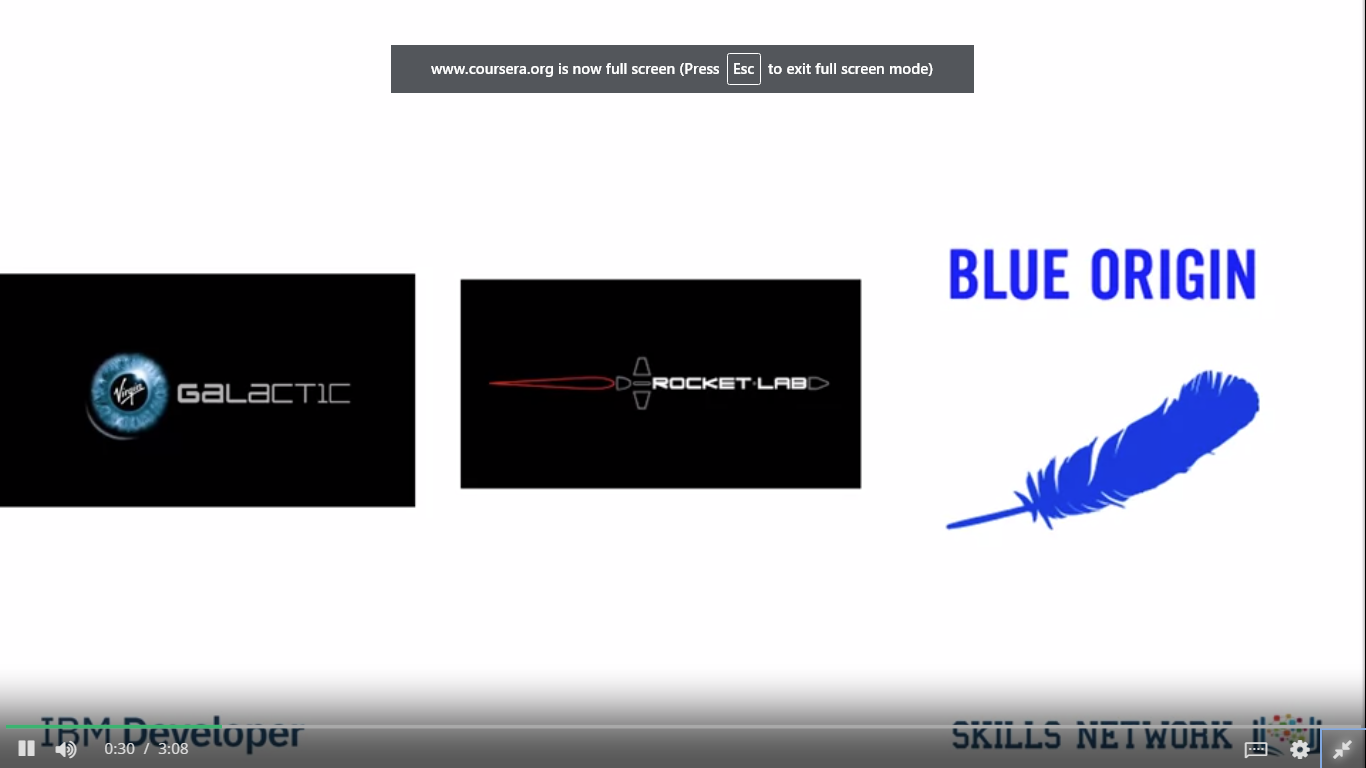 www.coursera.org is now full screen (Press Esc to exit full screen mode)
BLUE ORIGIN
Virgin GALACTIC
ROCKET LAB
IBM Developer
SKILLS NETWORK
0:30 / 3:08